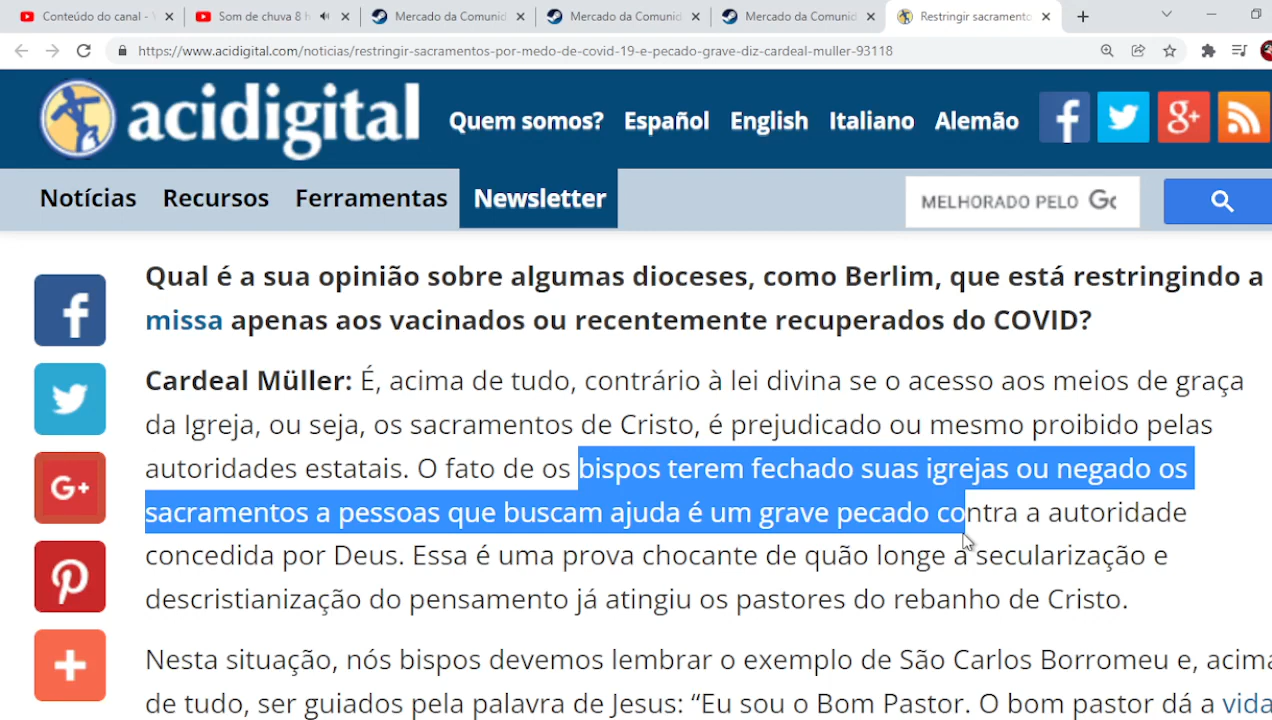 Conteúdo do canal - Y
Som de chuva 8 h
Mercado da Comunid
Mercado da Comunid
Mercado da Comunid
Restringir sacramento
https://www.acidigital.com/noticias/restringir-sacramentos-por-medo-de-covid-19-e-pecado-grave-diz-cardeal-muller-93118
acidigital
Quem somos? Español English Italiano Alemão
Notícias Recursos Ferramentas Newsletter
MELHORADO PELO Go
Qual é a sua opinião sobre algumas dioceses, como Berlim, que está restringindo a
missa apenas aos vacinados ou recentemente recuperados do COVID?
Cardeal Müller: É, acima de tudo, contrário à lei divina se o acesso aos meios de graça
da Igreja, ou seja, os sacramentos de Cristo, é prejudicado ou mesmo proibido pelas
autoridades estatais. O fato de os bispos terem fechado suas igrejas ou negado os
sacramentos a pessoas que buscam ajuda é um grave pecado contra a autoridade
concedida por Deus. Essa é uma prova chocante de quão longe a secularização e
descristianização do pensamento já atingiu os pastores do rebanho de Cristo.
Nesta situação, nós bispos devemos lembrar o exemplo de São Carlos Borromeu e, acima
de tudo, ser guiados pela palavra de Jesus: “Eu sou o Bom Pastor. O bom pastor dá a vida